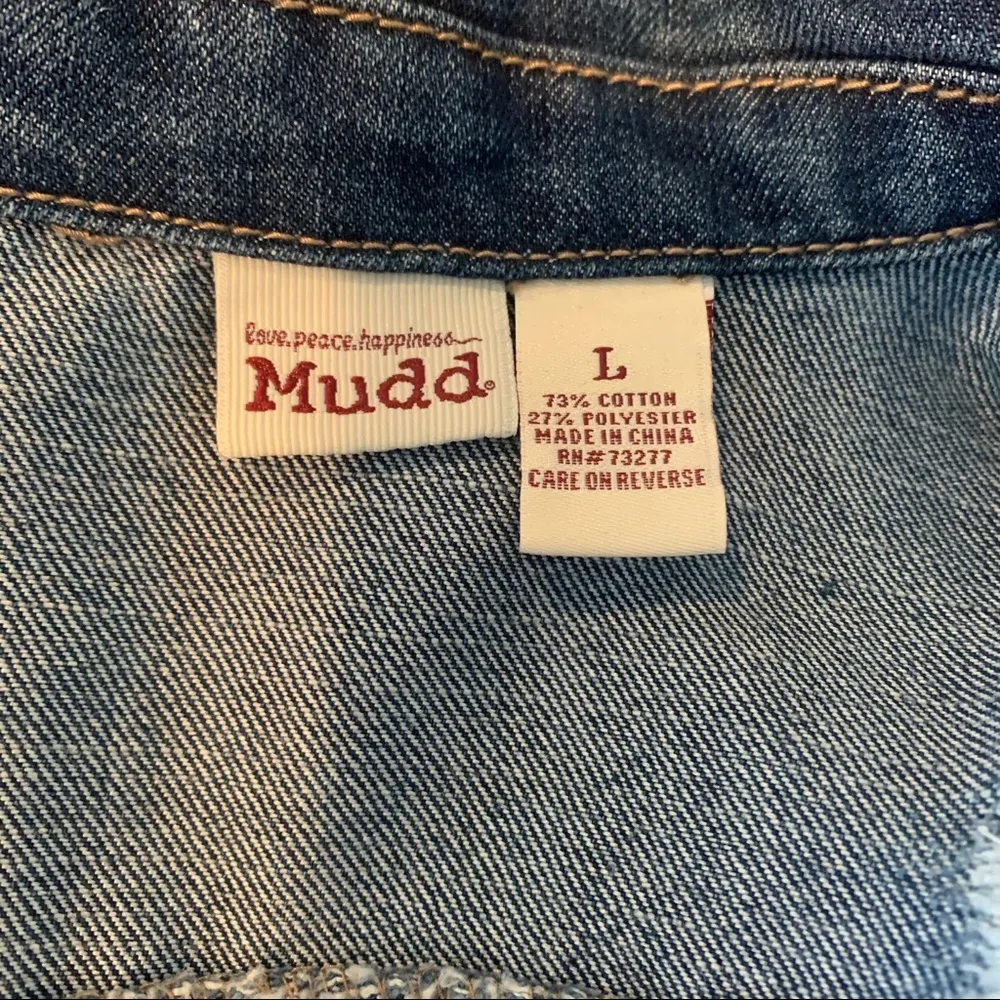 love.peace.happiness
Mudd®
L
73% COTTON
27% POLYESTER
MADE IN CHINA
RN# 73277
CARE ON REVERSE